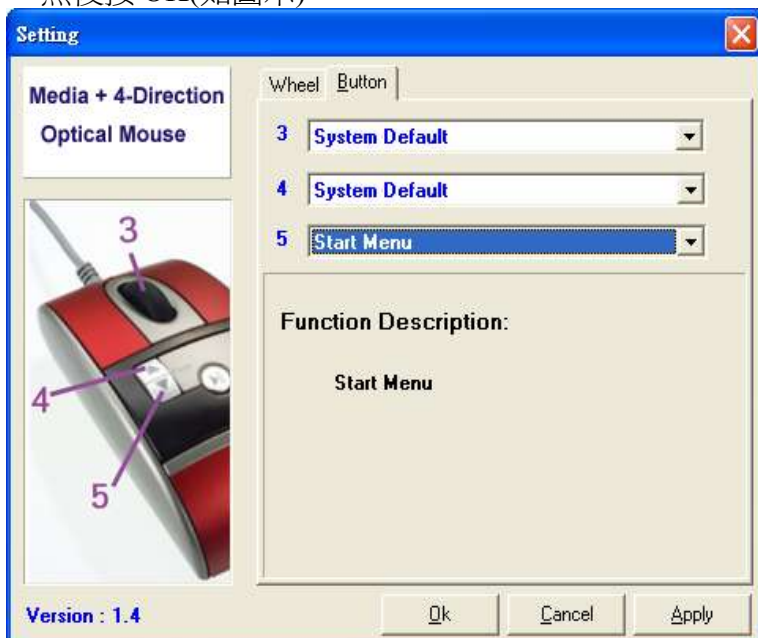 Setting
Media + 4-Direction
Optical Mouse
3
4
5
Version : 1.4
Wheel Button
3 System Default
4 System Default
5 Start Menu
Function Description:
Start Menu
Ok Cancel Apply